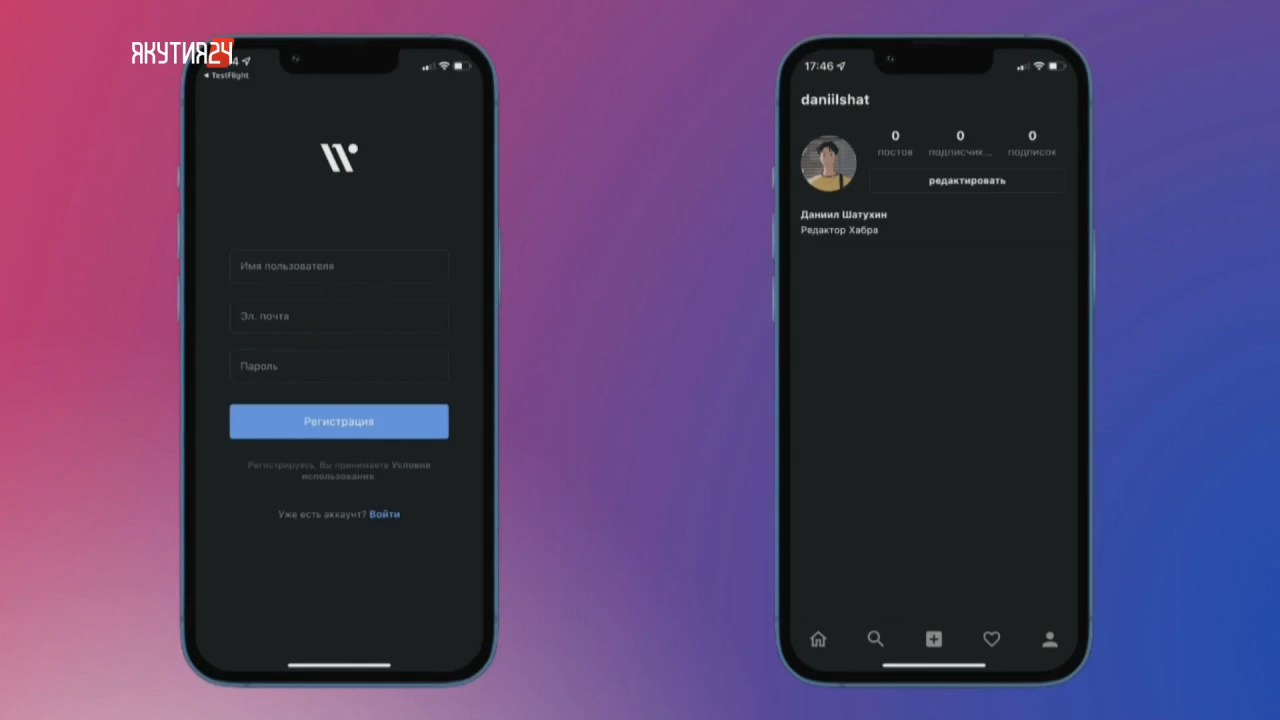 ЯКУТИЯ24
TestFlight
Имя пользователя
Эл. почта
Пароль
Регистрация
Регистрируясь, Вы принимаете Условия
использования.
Уже есть аккаунт? Войти
17:46
daniilshat
0 0 0
постов подписчик... подписок
редактировать
Даниил Шатухин
Редактор Хабра